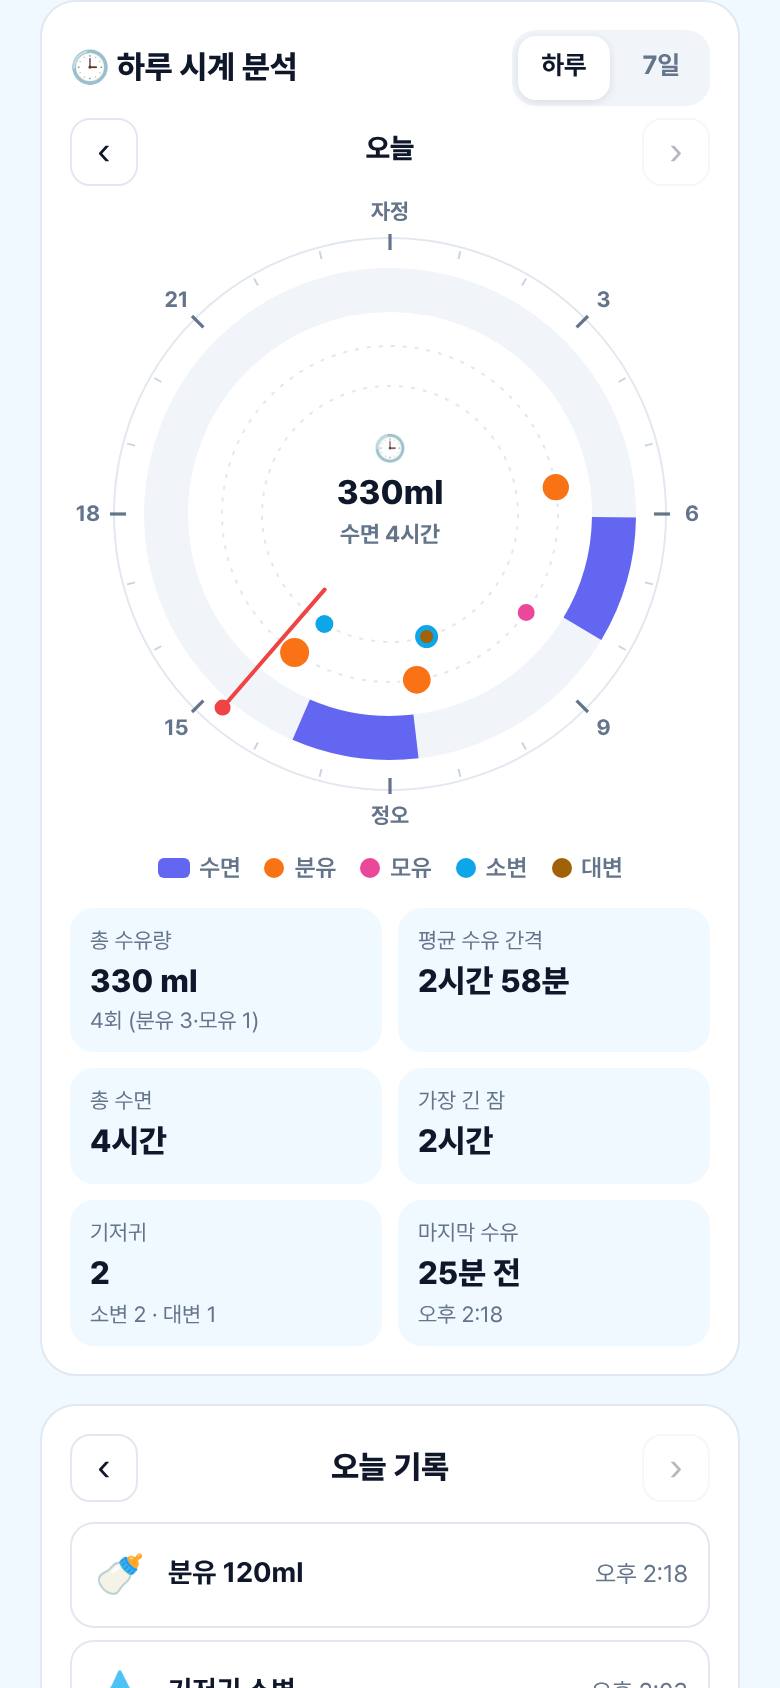 하루 시계 분석
하루
7일
‹
오늘
›
자정
21
3
330ml
수면 4시간
18
6
15
9
정오
수면
분유
모유
소변
대변
총 수유량
330 ml
4회 (분유 3·모유 1)
평균 수유 간격
2시간 58분
총 수면
4시간
가장 긴 잠
2시간
기저귀
2
소변 2 · 대변 1
마지막 수유
25분 전
오후 2:18
‹
오늘 기록
›
분유 120ml
오후 2:18
기저귀 소변